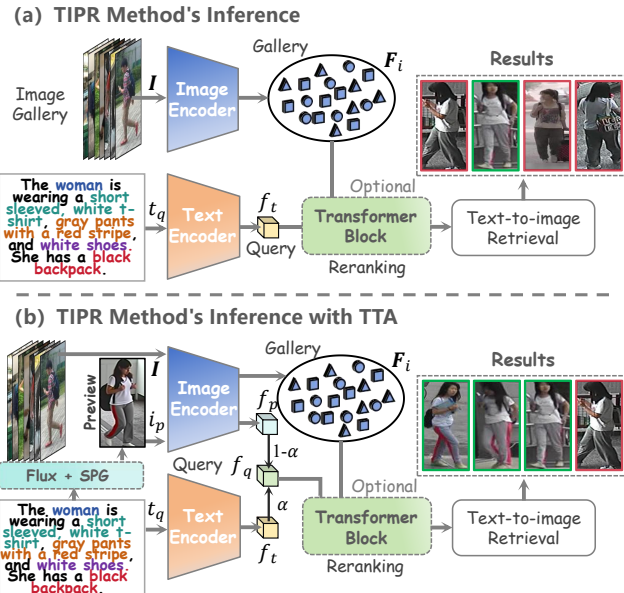 (a) TIPR Method's Inference
Gallery
F_i
Results
Image
Gallery
I
Image
Encoder
The woman is
wearing a short
sleeved, white t-
shirt, gray pants
with a red stripe,
and white shoes.
She has a black
backpack.
t_q
Text
Encoder
f_t
Query
Optional
Transformer
Block
Reranking
Text-to-image
Retrieval
(b) TIPR Method's Inference with TTA
Gallery
F_i
Results
Preview
I
i_p
Image
Encoder
f_p
1-α
Flux + SPG
Query
f_q
α
The woman is
wearing a short
sleeved, white t-
shirt, gray pants
with a red stripe,
and white shoes.
She has a black
backpack.
t_q
Text
Encoder
f_t
Optional
Transformer
Block
Reranking
Text-to-image
Retrieval